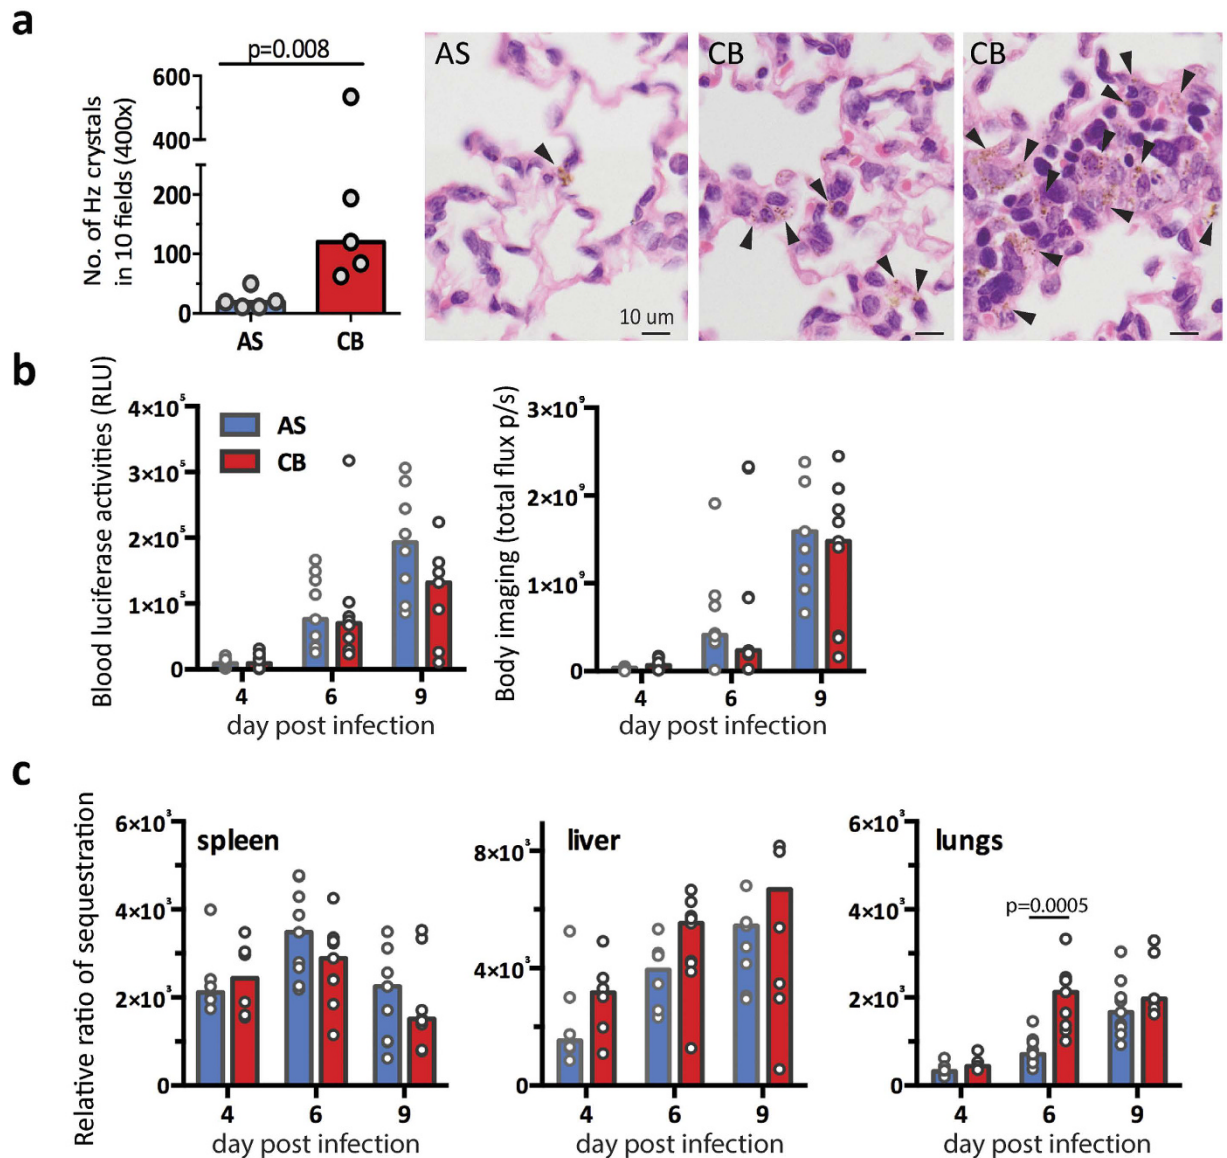 a
p=0.008
600
400
200
100
0
No. of Hz crystals
in 10 fields (400x)
AS
CB
AS
10 um
CB
CB
b
Blood luciferase activities (RLU)
4×10⁵
3×10⁵
2×10⁵
1×10⁵
0
AS
CB
4
6
9
day post infection
Body imaging (total flux p/s)
3×10⁹
2×10⁹
1×10⁹
0
4
6
9
day post infection
c
Relative ratio of sequestration
6×10³
4×10³
2×10³
0
spleen
4
6
9
day post infection
8×10³
4×10³
0
liver
4
6
9
day post infection
6×10³
4×10³
2×10³
0
lungs
p=0.0005
4
6
9
day post infection